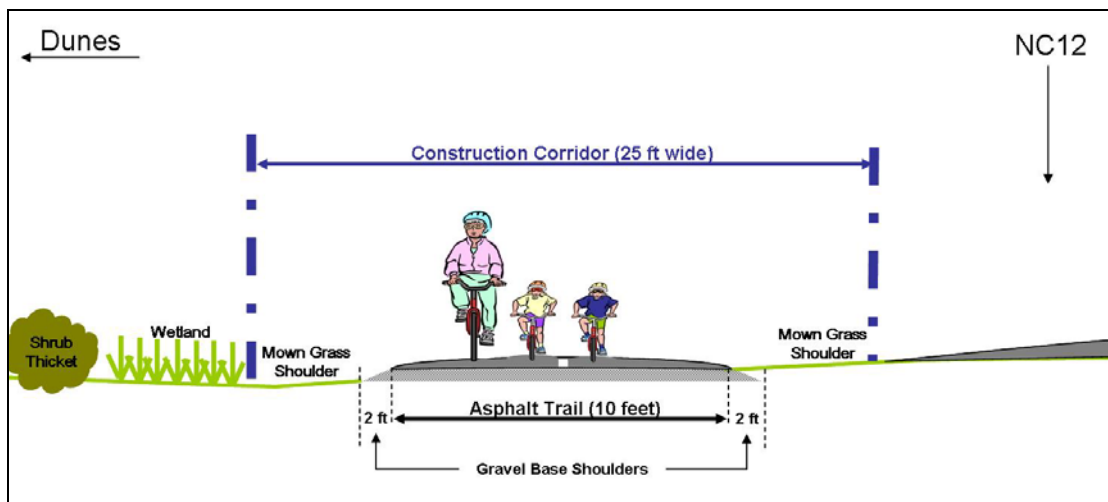 Dunes
NC12
Construction Corridor (25 ft wide)
Shrub
Thicket
Wetland
Mown Grass
Shoulder
Mown Grass
Shoulder
2 ft
Asphalt Trail (10 feet)
2 ft
Gravel Base Shoulders